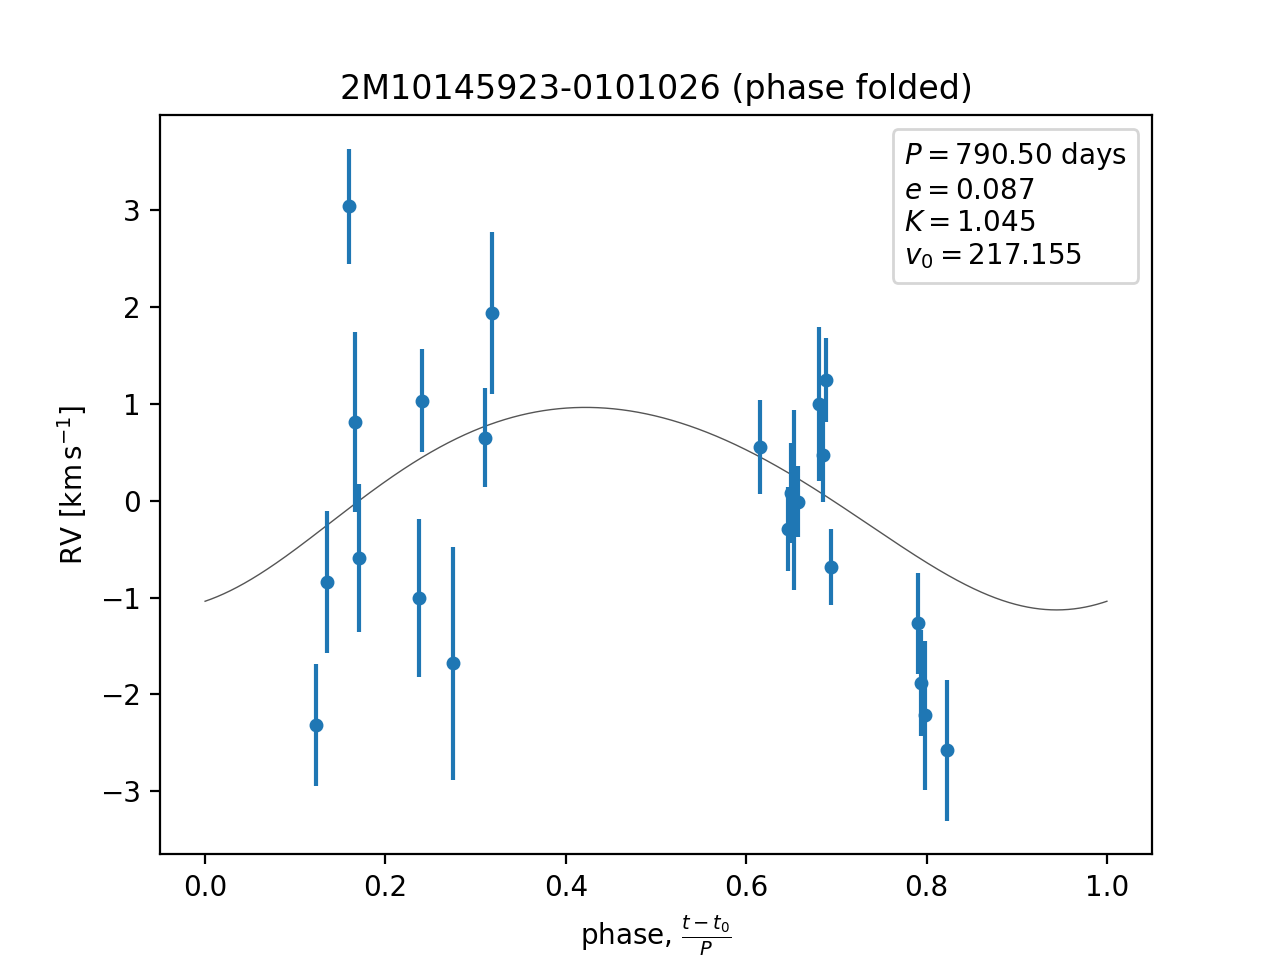 2M10145923-0101026 (phase folded)
P = 790.50 days
e = 0.087
K = 1.045
v₀ = 217.155
RV [km s⁻¹]
3
2
1
0
−1
−2
−3
0.0 0.2 0.4 0.6 0.8 1.0
phase, (t − t₀)/P